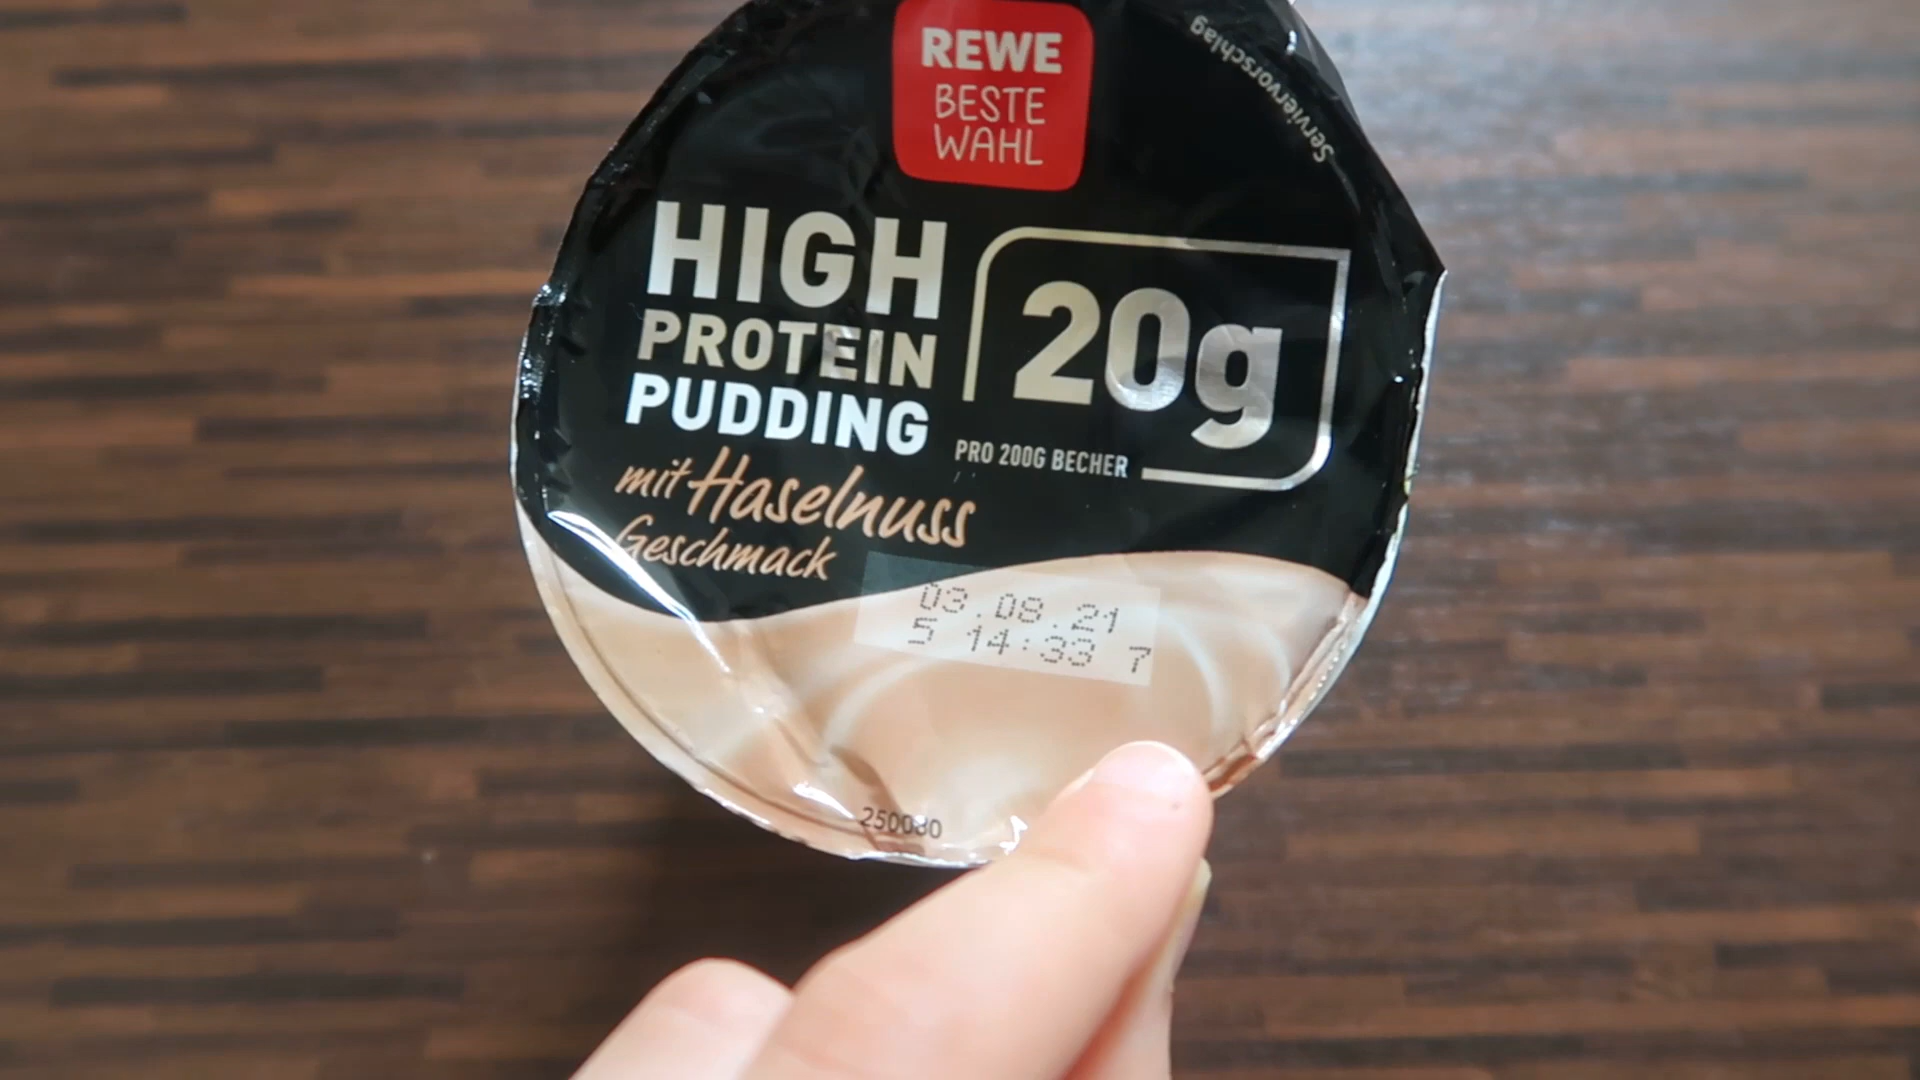 REWE
BESTE
WAHL
Serviervorschlag
HIGH
PROTEIN
PUDDING
20g
PRO 200G BECHER
mit Haselnuss
Geschmack
03.08.21
5 14:33 7